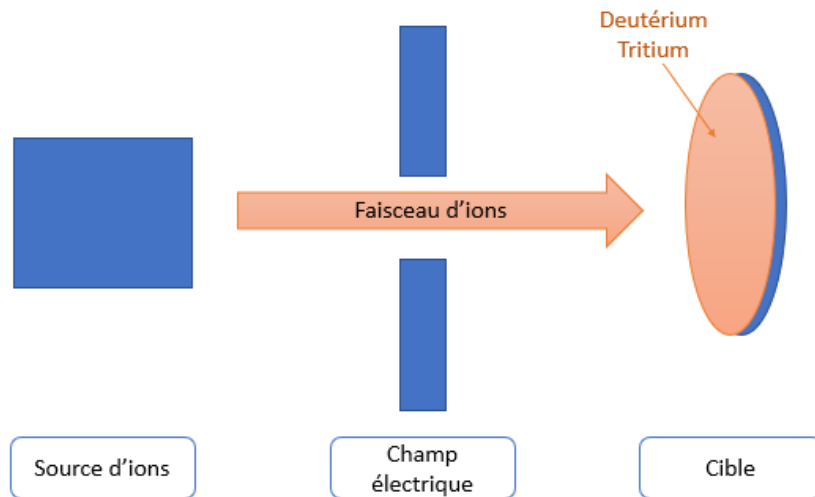 Deutérium
Tritium
Faisceau d'ions
Source d'ions
Champ
électrique
Cible